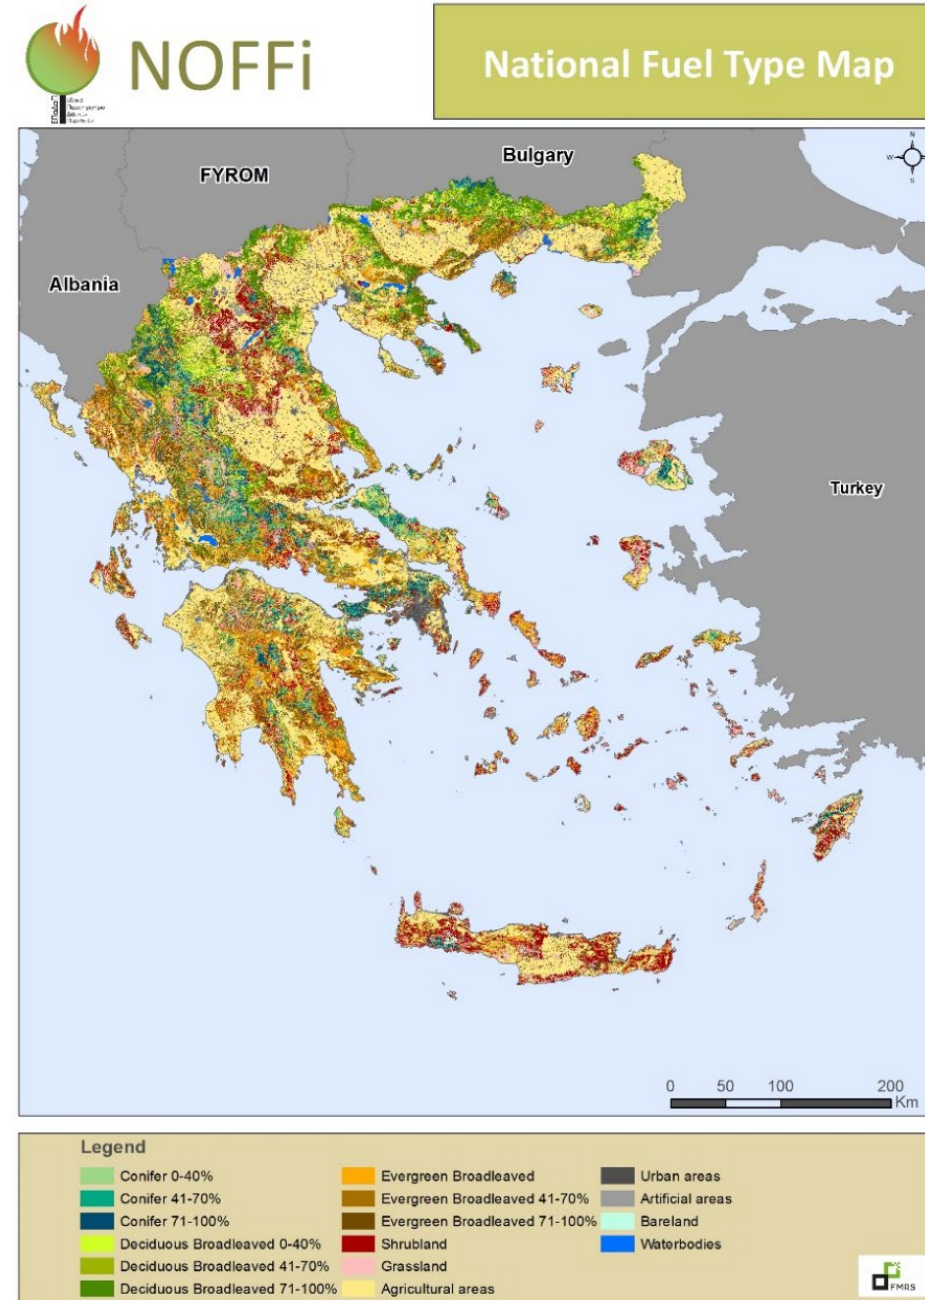 NOFFi
National Fuel Type Map
N
W
S
Bulgary
FYROM
Albania
Turkey
0 50 100 200
Km
Legend
Conifer 0-40%
Conifer 41-70%
Conifer 71-100%
Deciduous Broadleaved 0-40%
Deciduous Broadleaved 41-70%
Deciduous Broadleaved 71-100%
Evergreen Broadleaved
Evergreen Broadleaved 41-70%
Evergreen Broadleaved 71-100%
Shrubland
Grassland
Agricultural areas
Urban areas
Artificial areas
Bareland
Waterbodies
FMRS